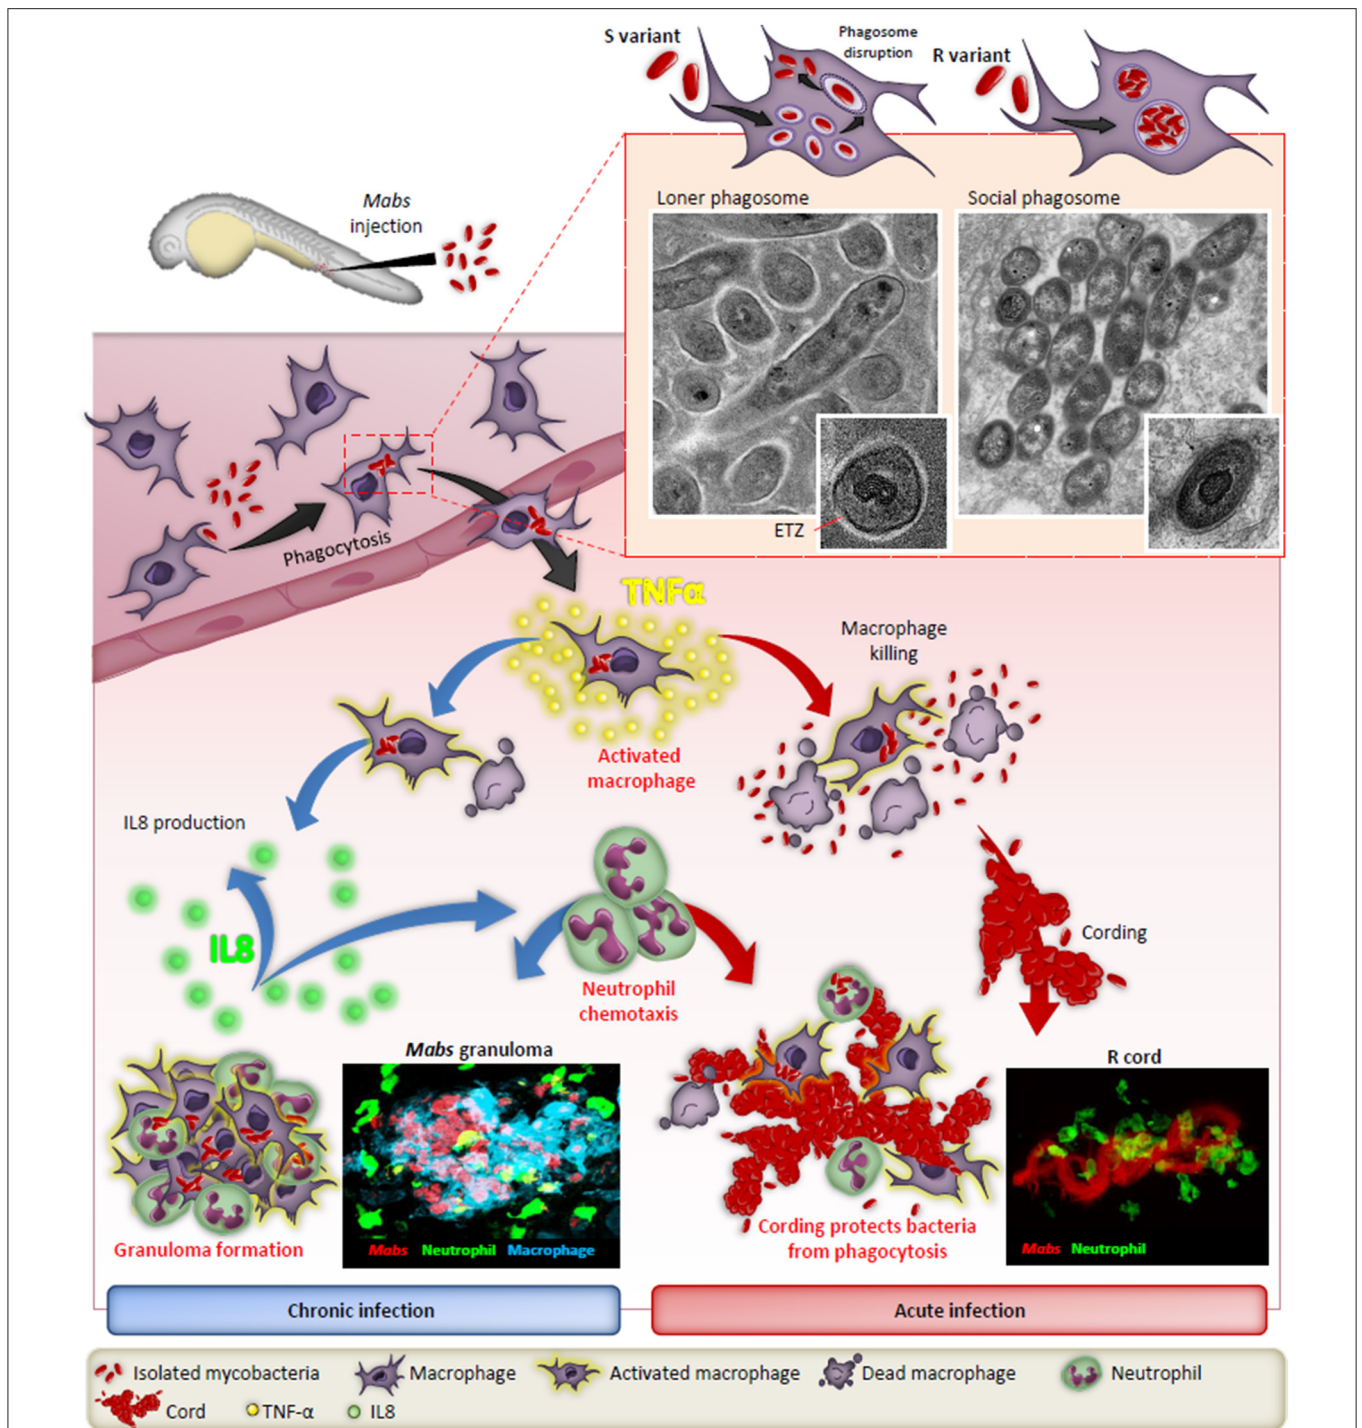 S variant
Phagosome
disruption
R variant
Mabs
injection
Loner phagosome
Social phagosome
ETZ
Phagocytosis
TNFα
Macrophage
killing
Activated
macrophage
IL8 production
IL8
Neutrophil
chemotaxis
Cording
Mabs granuloma
R cord
Mabs Neutrophil Macrophage
Mabs Neutrophil
Granuloma formation
Cording protects bacteria
from phagocytosis
Chronic infection
Acute infection
Isolated mycobacteria
Macrophage
Activated macrophage
Dead macrophage
Neutrophil
Cord
TNF-α
IL8